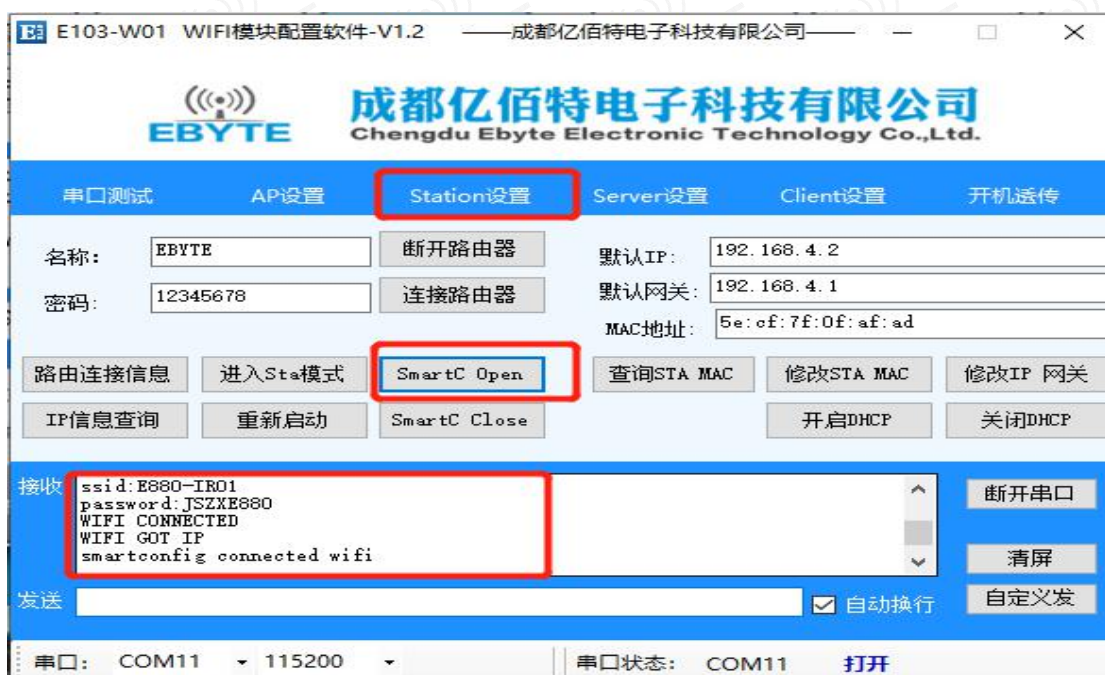 E103-W01 WIFI模块配置软件-V1.2 ——成都亿佰特电子科技有限公司——
EBYTE
成都亿佰特电子科技有限公司
Chengdu Ebyte Electronic Technology Co.,Ltd.
串口测试 AP设置 Station设置 Server设置 Client设置 开机透传
名称: EBYTE 断开路由器 默认IP: 192.168.4.2
密码: 12345678 连接路由器 默认网关: 192.168.4.1
MAC地址: 5e:cf:7f:0f:af:ad
路由连接信息 进入Sta模式 SmartC Open 查询STA MAC 修改STA MAC 修改IP 网关
IP信息查询 重新启动 SmartC Close 开启DHCP 关闭DHCP
接收 ssid:E880-IR01
password:JSZXE880
WIFI CONNECTED
WIFI GOT IP
smartconfig connected wifi
断开串口
清屏
发送 自动换行 自定义发
串口: COM11 115200 串口状态: COM11 打开